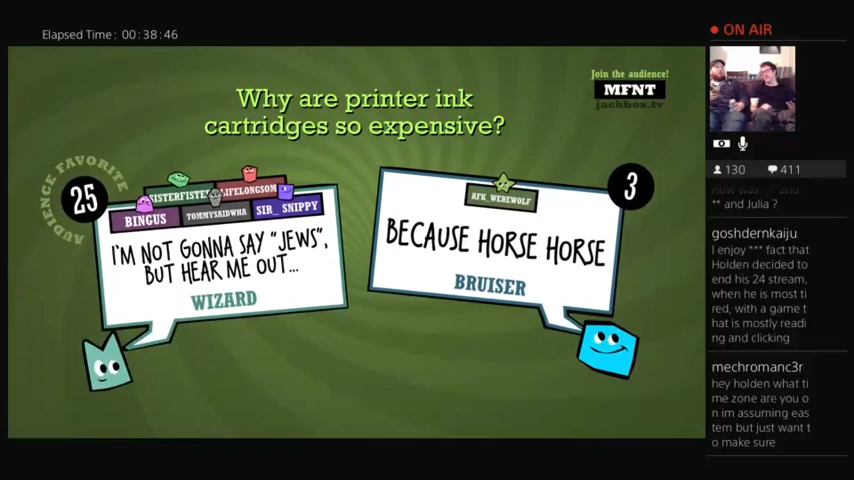 Elapsed Time : 00:38:46
ON AIR
Why are printer ink
cartridges so expensive?
Join the audience!
MFNT
jackbox.tv
AUDIENCE FAVORITE
25
LIFELONGSOM
BINGUS
TOMMYSAIDWHA
SIR_ SNIPPY
I'M NOT GONNA SAY "JEWS",
BUT HEAR ME OUT...
WIZARD
3
AFK_WEREWOLF
BECAUSE HORSE HORSE
BRUISER
130
411
** and Julia ?
goshdernkaiju
I enjoy *** fact that
Holden decided to
end his 24 stream,
when he is most ti
red, with a game t
hat is mostly readi
ng and clicking
mechromanc3r
hey holden what ti
me zone are you o
n im assuming eas
tern but just want t
o make sure